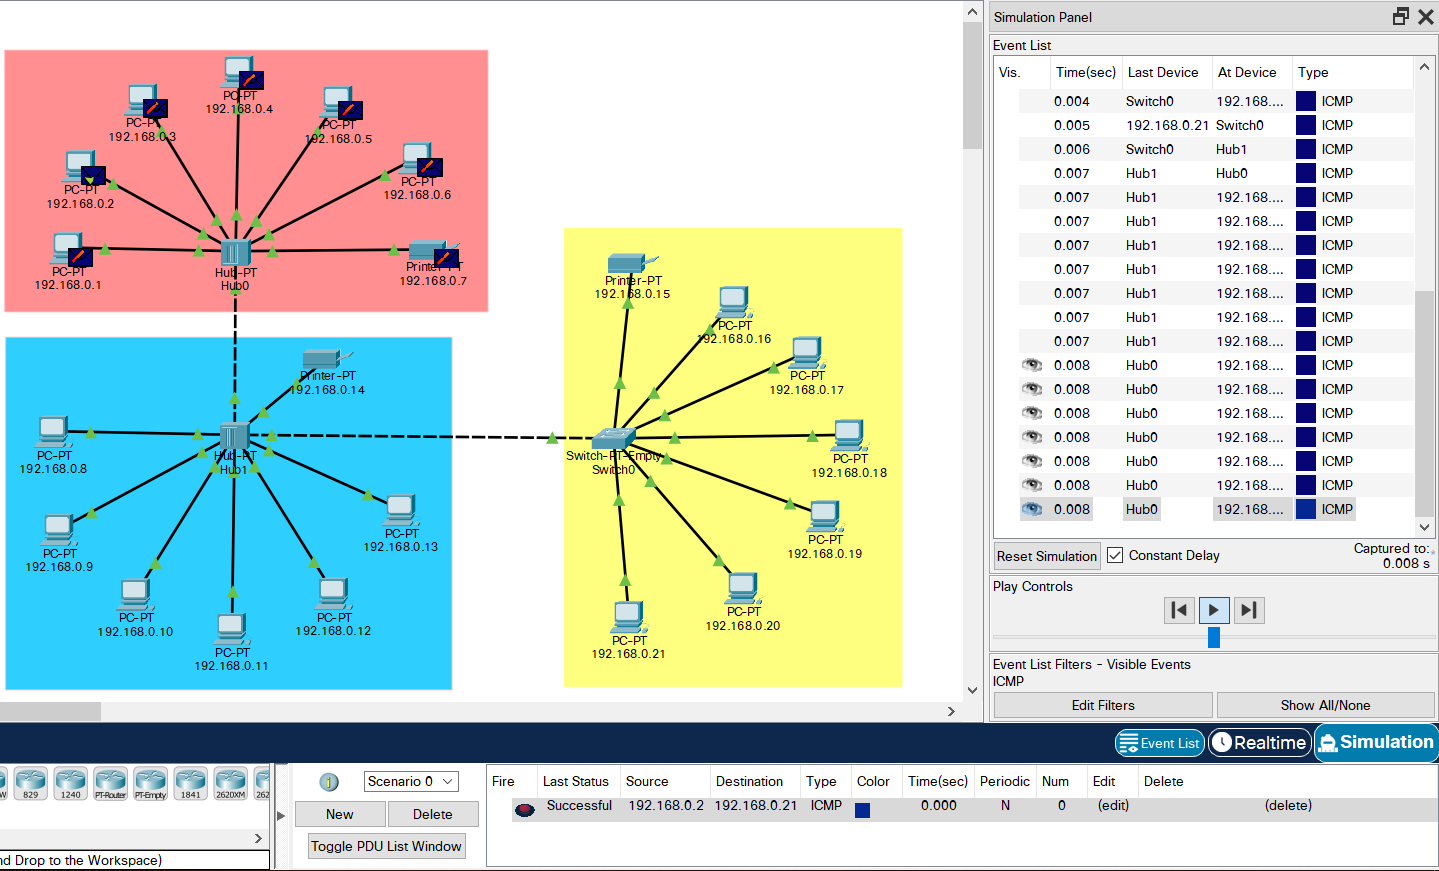 Simulation Panel
Event List
Vis. Time(sec) Last Device At Device Type
0.004 Switch0 192.168.... ICMP
0.005 192.168.0.21 Switch0 ICMP
0.006 Switch0 Hub1 ICMP
0.007 Hub1 Hub0 ICMP
0.007 Hub1 192.168.... ICMP
0.007 Hub1 192.168.... ICMP
0.007 Hub1 192.168.... ICMP
0.007 Hub1 192.168.... ICMP
0.007 Hub1 192.168.... ICMP
0.007 Hub1 192.168.... ICMP
0.007 Hub1 192.168.... ICMP
0.008 Hub0 192.168.... ICMP
0.008 Hub0 192.168.... ICMP
0.008 Hub0 192.168.... ICMP
0.008 Hub0 192.168.... ICMP
0.008 Hub0 192.168.... ICMP
0.008 Hub0 192.168.... ICMP
0.008 Hub0 192.168.... ICMP
Reset Simulation Constant Delay Captured to:
0.008 s
Play Controls
Event List Filters - Visible Events
ICMP
Edit Filters Show All/None
PC-PT
192.168.0.4
PC-PT
192.168.0.3
PC-PT
192.168.0.5
PC-PT
192.168.0.2
PC-PT
192.168.0.6
PC-PT
192.168.0.1
Hub-PT
Hub0
Printer-PT
192.168.0.7
Printer-PT
192.168.0.14
PC-PT
192.168.0.8
Hub-PT
Hub1
PC-PT
192.168.0.9
PC-PT
192.168.0.13
PC-PT
192.168.0.10
PC-PT
192.168.0.12
PC-PT
192.168.0.11
Printer-PT
192.168.0.15
PC-PT
192.168.0.16
PC-PT
192.168.0.17
Switch-PT-Empty
Switch0
PC-PT
192.168.0.18
PC-PT
192.168.0.19
PC-PT
192.168.0.20
PC-PT
192.168.0.21
Event List Realtime Simulation
829 1240 PT-Router PT-Empty 1841 2620XM 262
nd Drop to the Workspace)
Scenario 0
New Delete
Toggle PDU List Window
Fire Last Status Source Destination Type Color Time(sec) Periodic Num Edit Delete
Successful 192.168.0.2 192.168.0.21 ICMP 0.000 N 0 (edit) (delete)